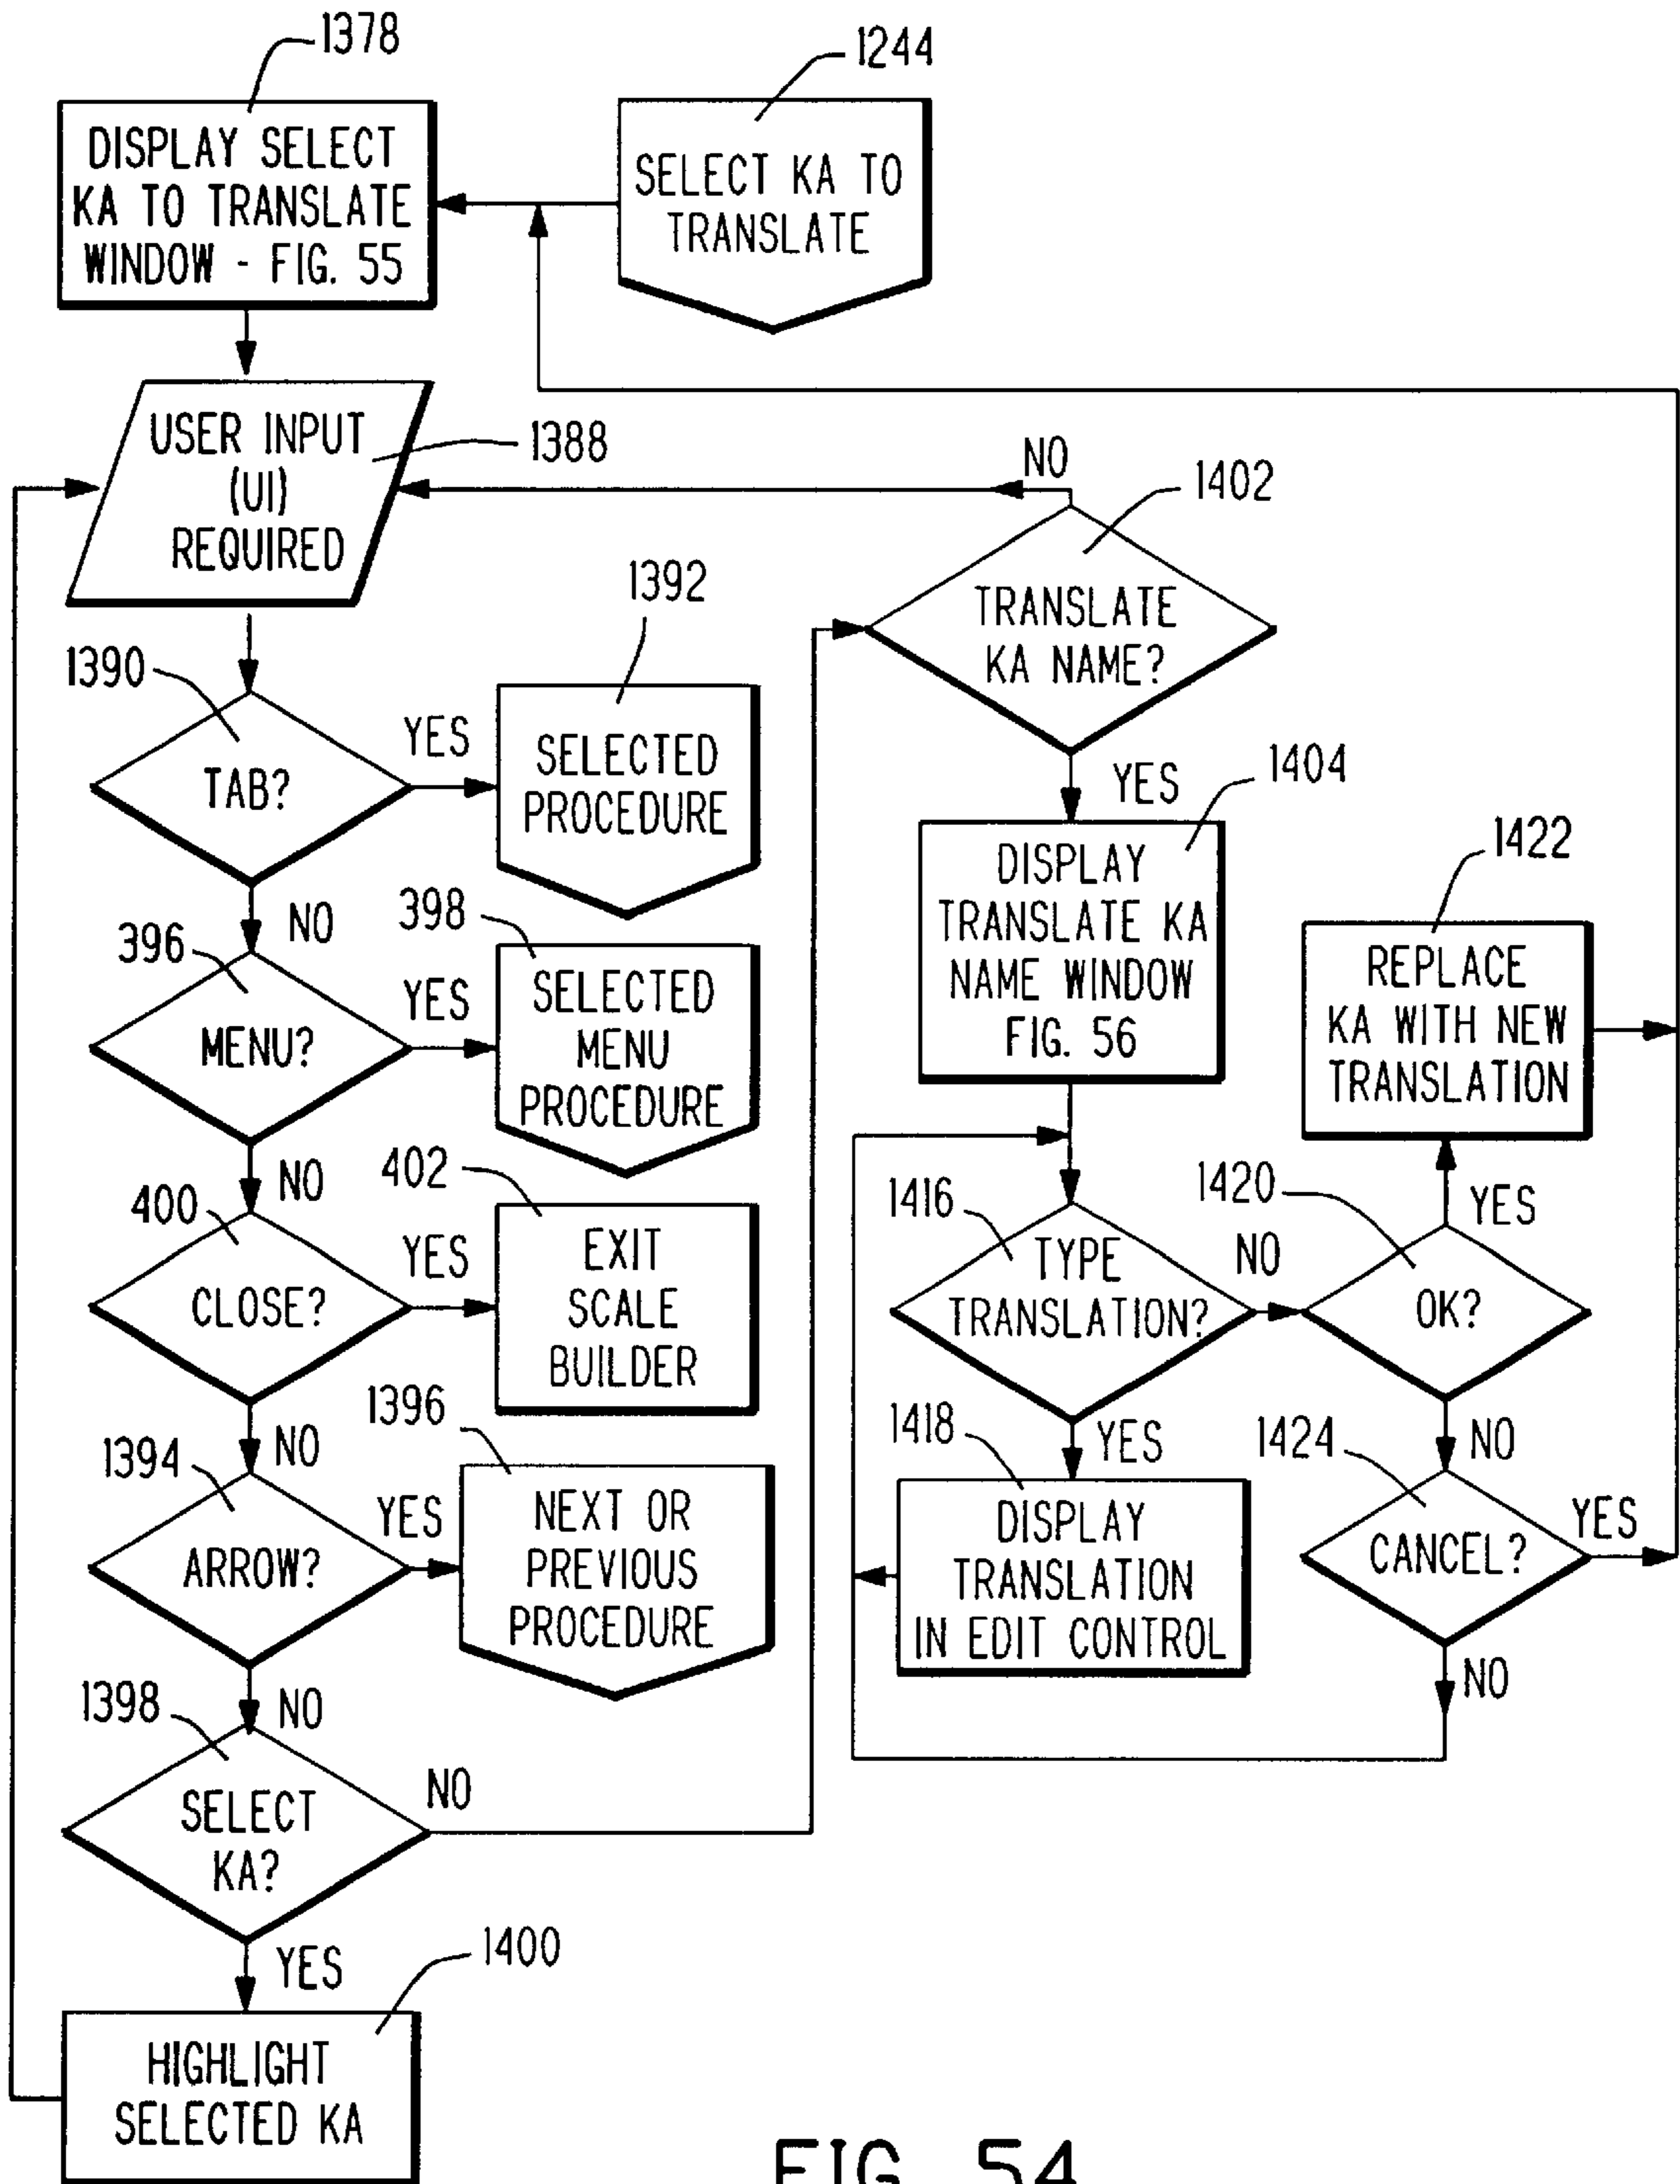 1378
DISPLAY SELECT
KA TO TRANSLATE
WINDOW - FIG. 55
1244
SELECT KA TO
TRANSLATE
USER INPUT
(UI)
REQUIRED
1388
1390
TAB?
YES
NO
1392
SELECTED
PROCEDURE
396
MENU?
YES
NO
398
SELECTED
MENU
PROCEDURE
400
CLOSE?
YES
NO
402
EXIT
SCALE
BUILDER
1394
ARROW?
YES
NO
1396
NEXT OR
PREVIOUS
PROCEDURE
1398
SELECT
KA?
NO
YES
1400
HIGHLIGHT
SELECTED KA
NO
1402
TRANSLATE
KA NAME?
YES
1404
DISPLAY
TRANSLATE KA
NAME WINDOW
FIG. 56
1416
TYPE
TRANSLATION?
NO
YES
1418
DISPLAY
TRANSLATION
IN EDIT CONTROL
1420
OK?
YES
NO
1422
REPLACE
KA WITH NEW
TRANSLATION
1424
CANCEL?
YES
NO
FIG. 54